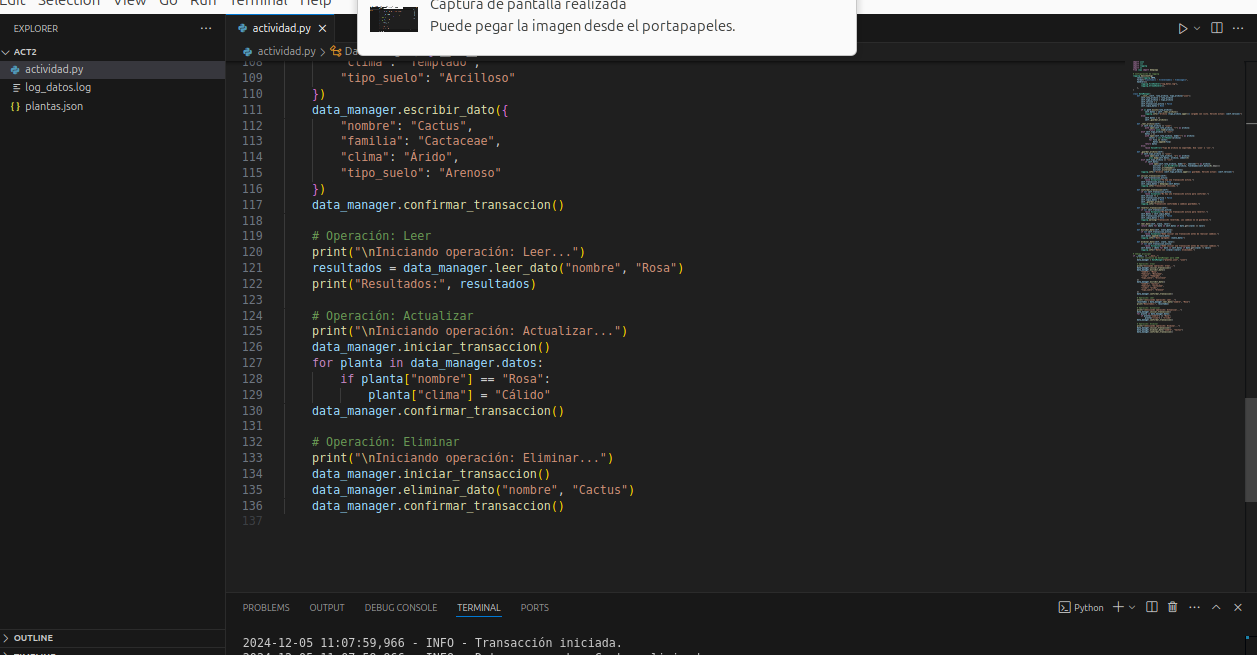 Edit Selection View Go Run Terminal Help
Captura de pantalla realizada
Puede pegar la imagen desde el portapapeles.
EXPLORER
ACT2
actividad.py
log_datos.log
{} plantas.json
OUTLINE
TIMELINE
actividad.py
actividad.py > Da
108 "clima": "Templado",
109 "tipo_suelo": "Arcilloso"
110 })
111 data_manager.escribir_dato({
112 "nombre": "Cactus",
113 "familia": "Cactaceae",
114 "clima": "Árido",
115 "tipo_suelo": "Arenoso"
116 })
117 data_manager.confirmar_transaccion()
118
119 # Operación: Leer
120 print("\nIniciando operación: Leer...")
121 resultados = data_manager.leer_dato("nombre", "Rosa")
122 print("Resultados:", resultados)
123
124 # Operación: Actualizar
125 print("\nIniciando operación: Actualizar...")
126 data_manager.iniciar_transaccion()
127 for planta in data_manager.datos:
128 if planta["nombre"] == "Rosa":
129 planta["clima"] = "Cálido"
130 data_manager.confirmar_transaccion()
131
132 # Operación: Eliminar
133 print("\nIniciando operación: Eliminar...")
134 data_manager.iniciar_transaccion()
135 data_manager.eliminar_dato("nombre", "Cactus")
136 data_manager.confirmar_transaccion()
137
PROBLEMS OUTPUT DEBUG CONSOLE TERMINAL PORTS
Python
2024-12-05 11:07:59,966 - INFO - Transacción iniciada.